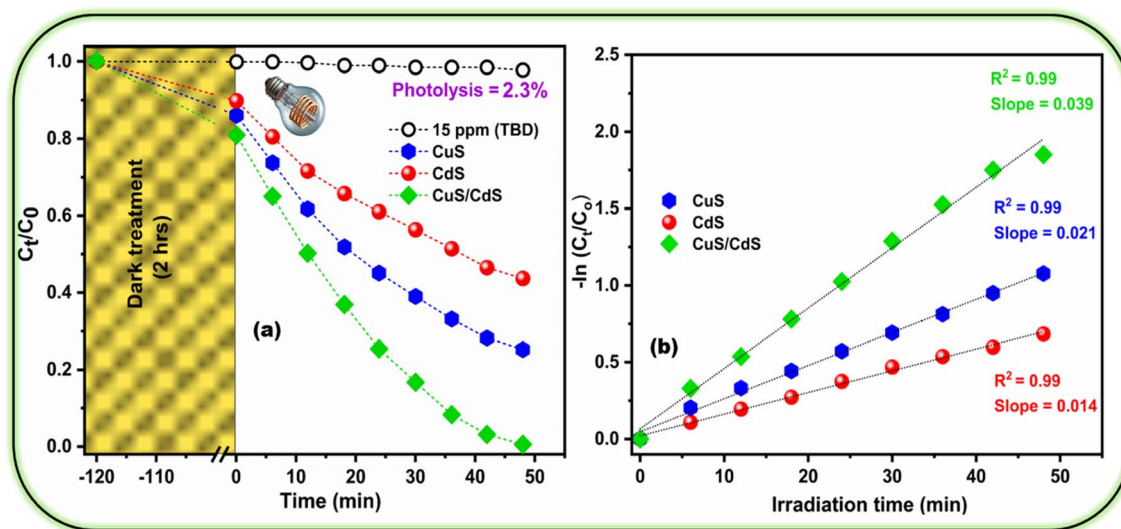 1.0
0.8
0.6
0.4
0.2
0.0
Cₜ/C₀
-120
-110
0
10
20
30
40
50
Time (min)
Dark treatment
(2 hrs)
Photolysis = 2.3%
15 ppm (TBD)
CuS
CdS
CuS/CdS
(a)
-2.5
2.0
1.5
1.0
0.5
0.0
-ln (Cₜ/C₀)
0
10
20
30
40
50
Irradiation time (min)
CuS
CdS
CuS/CdS
R² = 0.99
Slope = 0.039
R² = 0.99
Slope = 0.021
(b)
R² = 0.99
Slope = 0.014